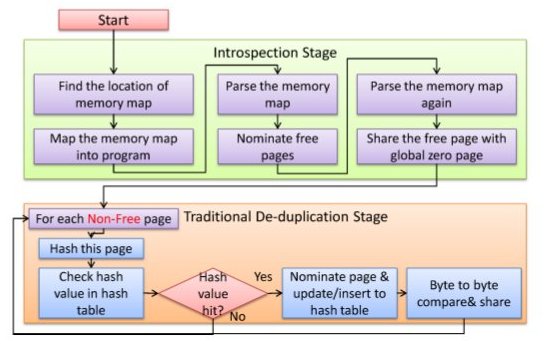 Start
Introspection Stage
Find the location of
memory map
Map the memory map
into program
Parse the memory
map
Nominate free
pages
Parse the memory map
again
Share the free page with
global zero page
Traditional De-duplication Stage
For each Non-Free page
Hash this page
Check hash
value in hash
table
Hash
value
hit?
Yes
No
Nominate page &
update/insert to
hash table
Byte to byte
compare& share